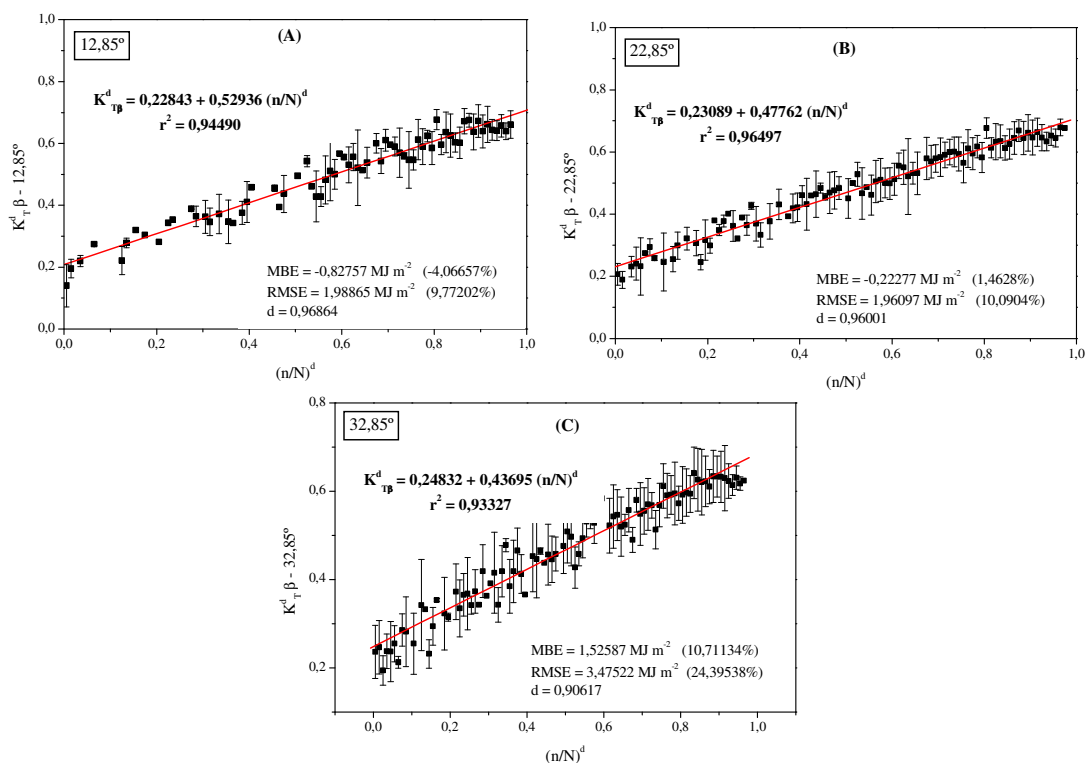 (A)
12,85º
K^d_Tβ = 0,22843 + 0,52936 (n/N)^d
r² = 0,94490
MBE = -0,82757 MJ m⁻² (-4,06657%)
RMSE = 1,98865 MJ m⁻² (9,77202%)
d = 0,96864
K^d_T β - 12,85º
1,0
0,8
0,6
0,4
0,2
0,0
0,0 0,2 0,4 0,6 0,8 1,0
(n/N)^d
(B)
22,85º
K^d_Tβ = 0,23089 + 0,47762 (n/N)^d
r² = 0,96497
MBE = -0,22277 MJ m⁻² (1,4628%)
RMSE = 1,96097 MJ m⁻² (10,0904%)
d = 0,96001
K^d_T β - 22,85º
1,0
0,8
0,6
0,4
0,2
0,0
0,0 0,2 0,4 0,6 0,8 1,0
(n/N)^d
(C)
32,85º
K^d_Tβ = 0,24832 + 0,43695 (n/N)^d
r² = 0,93327
MBE = 1,52587 MJ m⁻² (10,71134%)
RMSE = 3,47522 MJ m⁻² (24,39538%)
d = 0,90617
K^d_T β - 32,85º
0,8
0,6
0,4
0,2
0,0 0,2 0,4 0,6 0,8 1,0
(n/N)^d